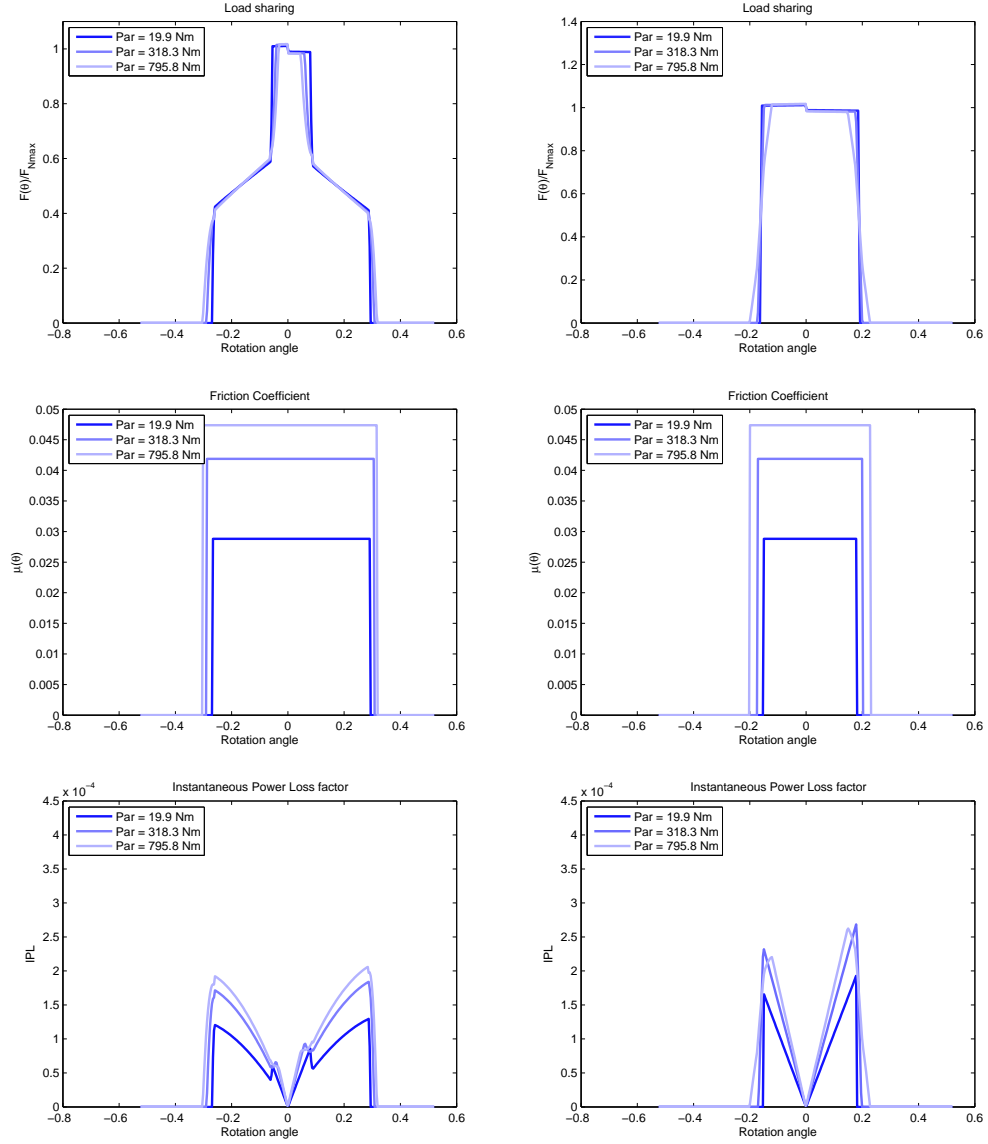 Load sharing
Par = 19.9 Nm
Par = 318.3 Nm
Par = 795.8 Nm
F(θ)/F_Nmax
1
0.8
0.6
0.4
0.2
0
−0.8 −0.6 −0.4 −0.2 0 0.2 0.4 0.6
Rotation angle
Load sharing
Par = 19.9 Nm
Par = 318.3 Nm
Par = 795.8 Nm
F(θ)/F_Nmax
1.4
1.2
1
0.8
0.6
0.4
0.2
0
−0.8 −0.6 −0.4 −0.2 0 0.2 0.4 0.6
Rotation angle
Friction Coefficient
Par = 19.9 Nm
Par = 318.3 Nm
Par = 795.8 Nm
μ(θ)
0.05
0.045
0.04
0.035
0.03
0.025
0.02
0.015
0.01
0.005
0
−0.8 −0.6 −0.4 −0.2 0 0.2 0.4 0.6
Rotation angle
Friction Coefficient
Par = 19.9 Nm
Par = 318.3 Nm
Par = 795.8 Nm
μ(θ)
0.05
0.045
0.04
0.035
0.03
0.025
0.02
0.015
0.01
0.005
0
−0.8 −0.6 −0.4 −0.2 0 0.2 0.4 0.6
Rotation angle
Instantaneous Power Loss factor
x 10⁻⁴
Par = 19.9 Nm
Par = 318.3 Nm
Par = 795.8 Nm
IPL
4.5
4
3.5
3
2.5
2
1.5
1
0.5
0
−0.8 −0.6 −0.4 −0.2 0 0.2 0.4 0.6
Rotation angle
Instantaneous Power Loss factor
x 10⁻⁴
Par = 19.9 Nm
Par = 318.3 Nm
Par = 795.8 Nm
IPL
4.5
4
3.5
3
2.5
2
1.5
1
0.5
0
−0.8 −0.6 −0.4 −0.2 0 0.2 0.4 0.6
Rotation angle